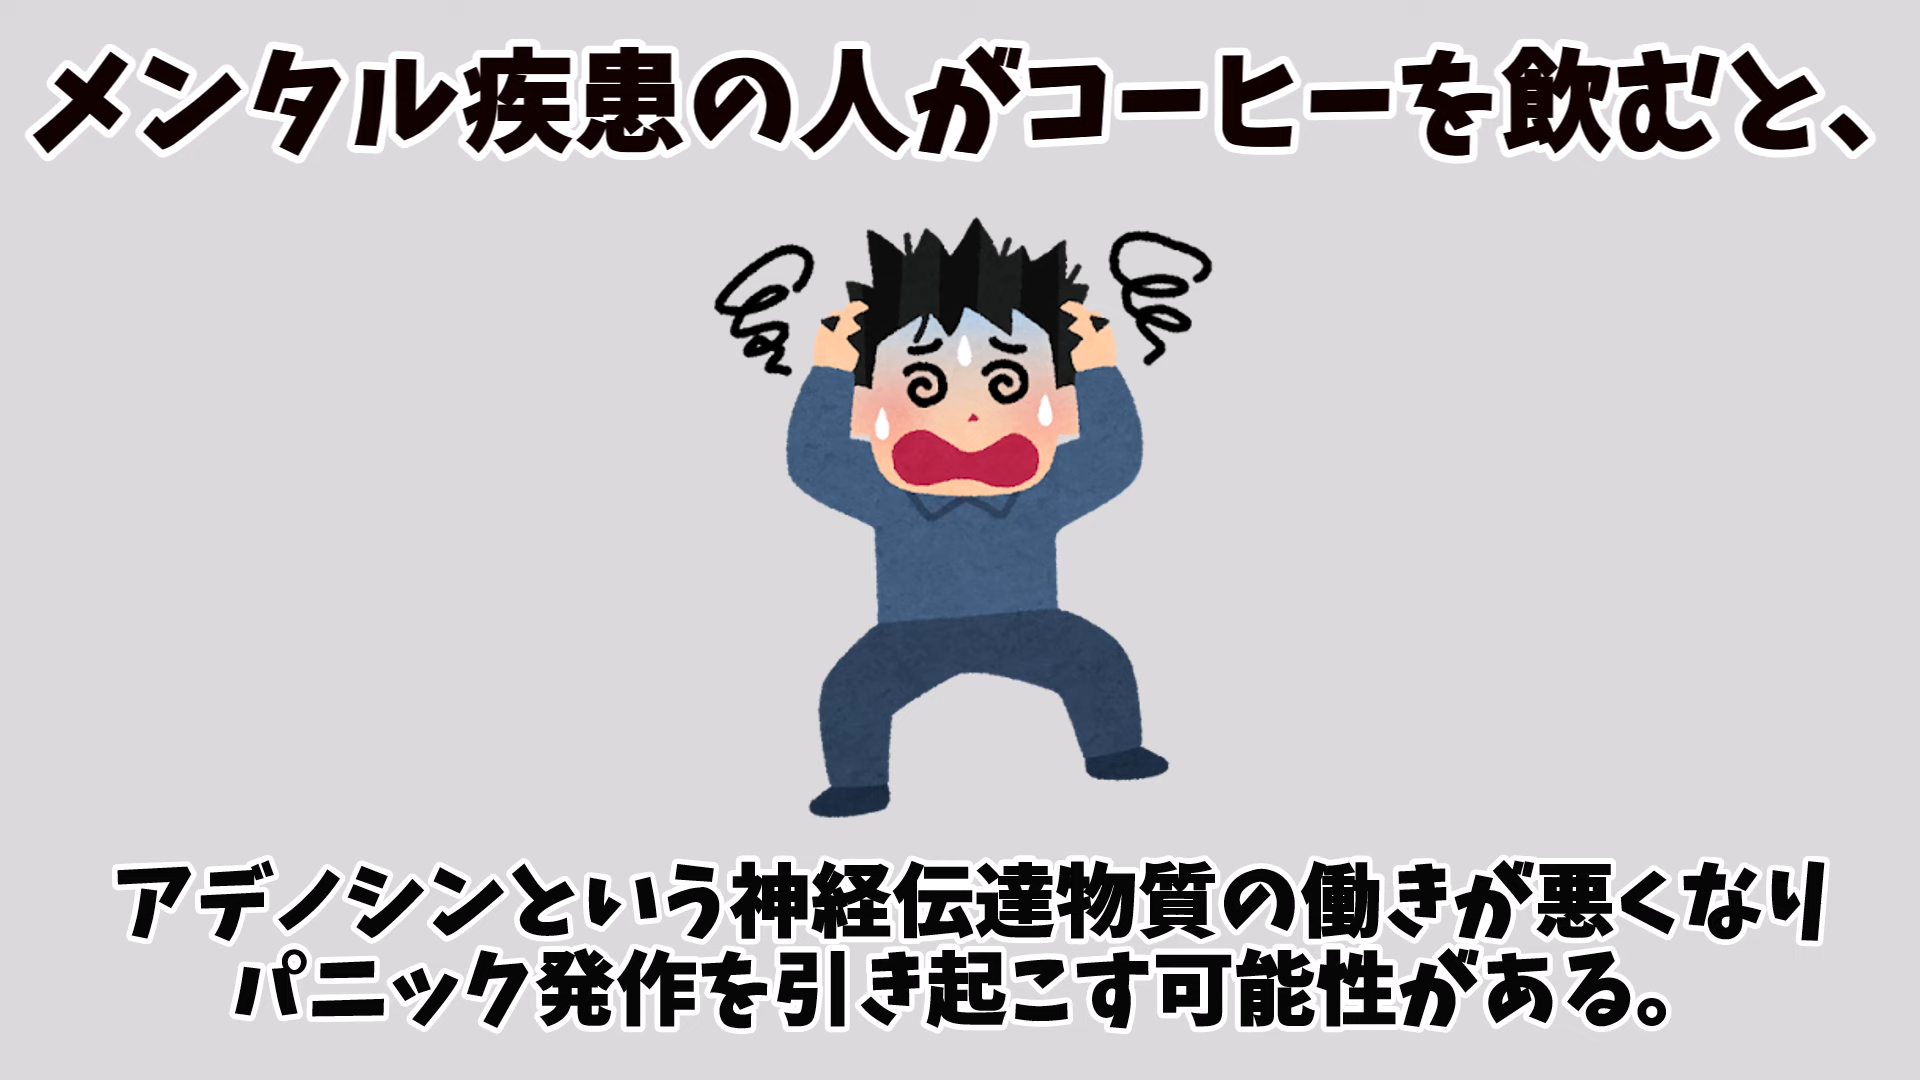 メンタル疾患の人がコーヒーを飲むと、
アデノシンという神経伝達物質の働きが悪くなり
パニック発作を引き起こす可能性がある。